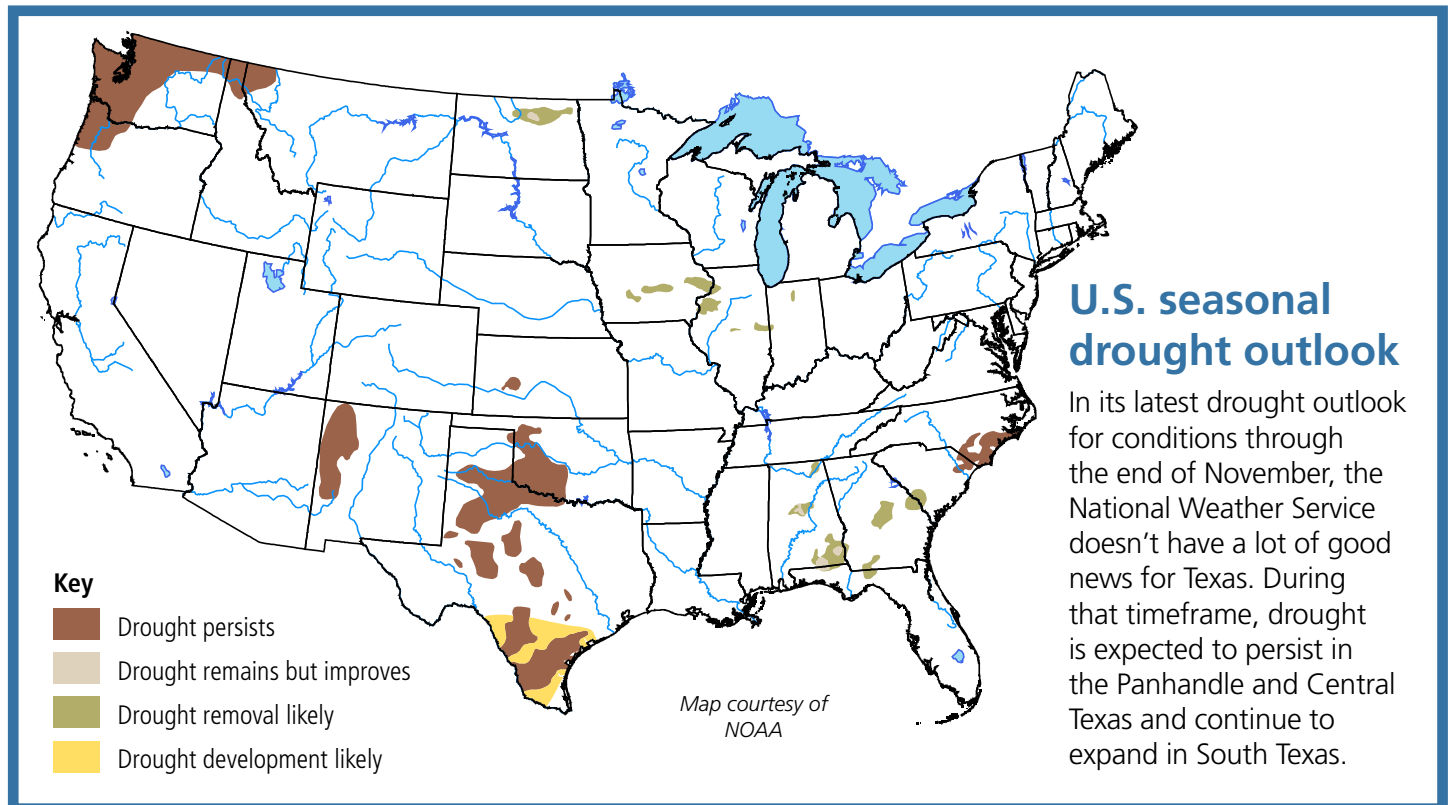 U.S. seasonal
drought outlook
In its latest drought outlook
for conditions through
the end of November, the
National Weather Service
doesn’t have a lot of good
news for Texas. During
that timeframe, drought
is expected to persist in
the Panhandle and Central
Texas and continue to
expand in South Texas.
Key
Drought persists
Drought remains but improves
Drought removal likely
Drought development likely
Map courtesy of
NOAA